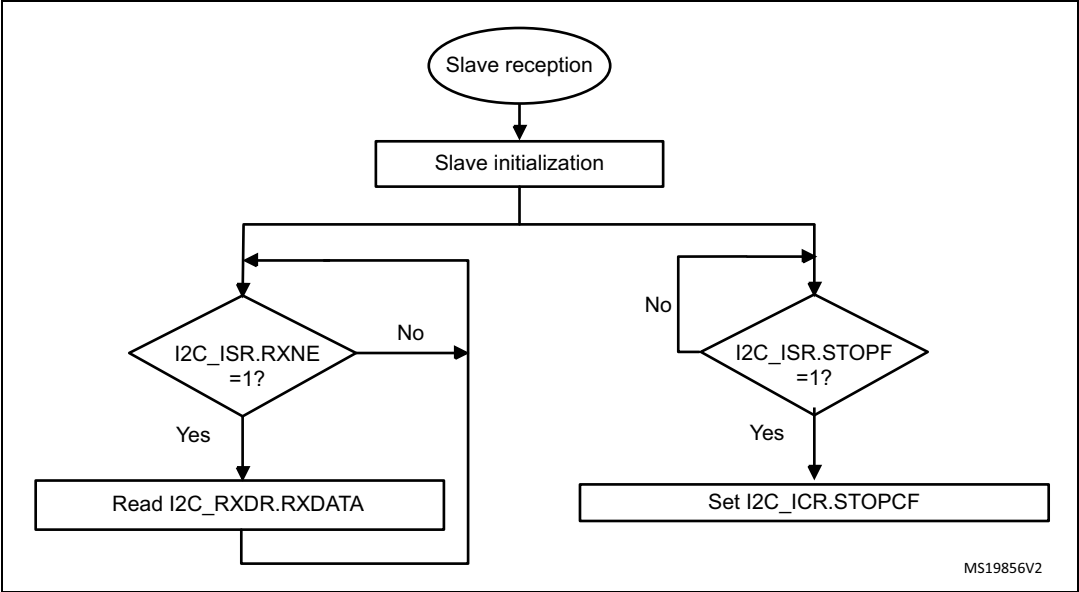 Slave reception
Slave initialization
No
I2C_ISR.RXNE
=1?
Yes
Read I2C_RXDR.RXDATA
No
I2C_ISR.STOPF
=1?
Yes
Set I2C_ICR.STOPCF
MS19856V2